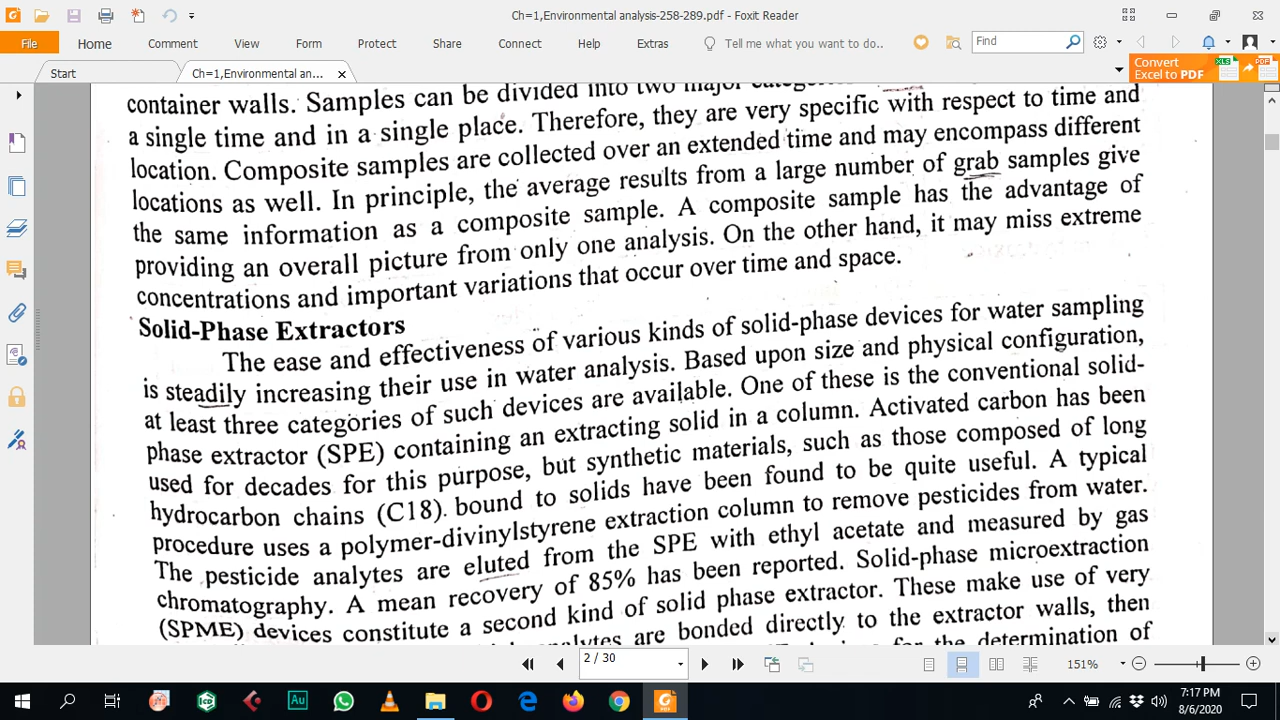 Ch=1,Environmental analysis-258-289.pdf - Foxit Reader
File Home Comment View Form Protect Share Connect Help Extras Tell me what you want to do.. Find
Start Ch=1,Environmental an...
Convert
Excel to PDF
container walls. Samples can be divided into two major
a single time and in a single place. Therefore, they are very specific with respect to time and
location. Composite samples are collected over an extended time and may encompass different
locations as well. In principle, the average results from a large number of grab samples give
the same information as a composite sample. A composite sample has the advantage of
providing an overall picture from only one analysis. On the other hand, it may miss extreme
concentrations and important variations that occur over time and space.
Solid-Phase Extractors
The ease and effectiveness of various kinds of solid-phase devices for water sampling
is steadily increasing their use in water analysis. Based upon size and physical configuration,
at least three categories of such devices are available. One of these is the conventional solid-
phase extractor (SPE) containing an extracting solid in a column. Activated carbon has been
used for decades for this purpose, but synthetic materials, such as those composed of long
hydrocarbon chains (C18). bound to solids have been found to be quite useful. A typical
procedure uses a polymer-divinylstyrene extraction column to remove pesticides from water.
The pesticide analytes are eluted from the SPE with ethyl acetate and measured by gas
chromatography. A mean recovery of 85% has been reported. Solid-phase microextraction
(SPME) devices constitute a second kind of solid phase extractor. These make use of very
analytes are bonded directly to the extractor walls, then
for the determination of
2 / 30
151%
7:17 PM
8/6/2020